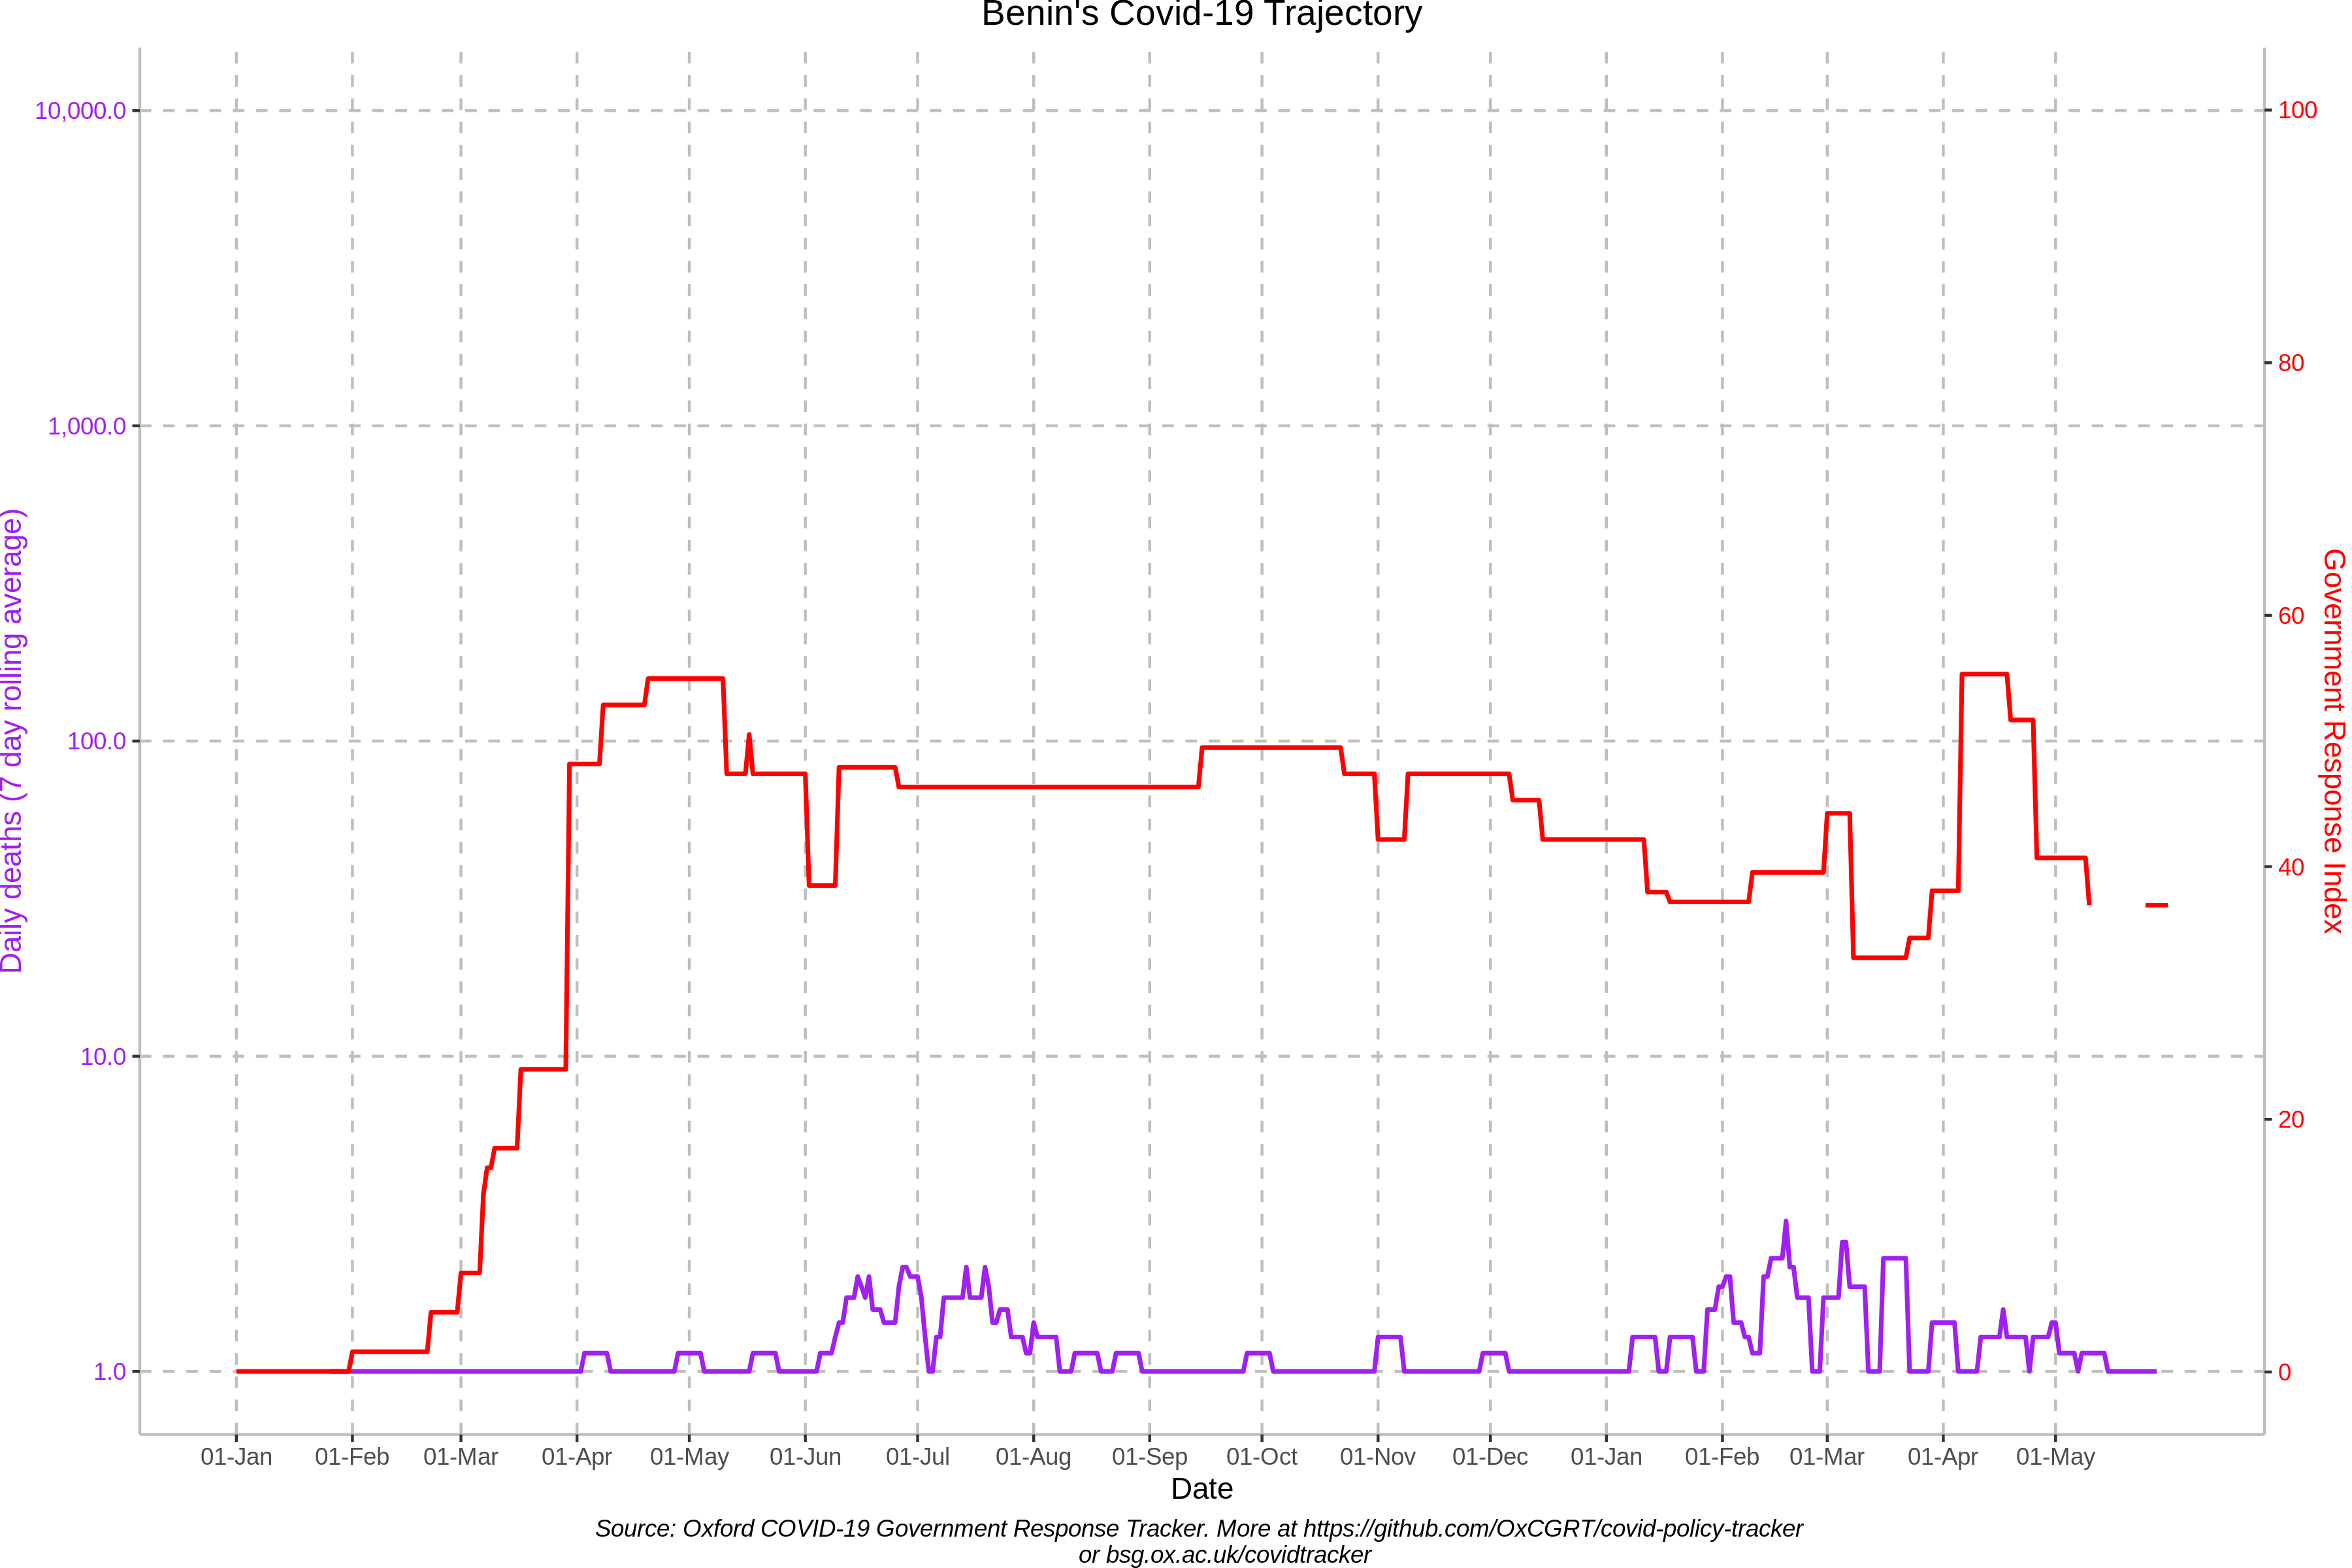 Benin's Covid-19 Trajectory
10,000.0
1,000.0
100.0
10.0
1.0
Daily deaths (7 day rolling average)
100
80
60
40
20
0
Government Response Index
01-Jan 01-Feb 01-Mar 01-Apr 01-May 01-Jun 01-Jul 01-Aug 01-Sep 01-Oct 01-Nov 01-Dec 01-Jan 01-Feb 01-Mar 01-Apr 01-May
Date
Source: Oxford COVID-19 Government Response Tracker. More at https://github.com/OxCGRT/covid-policy-tracker
or bsg.ox.ac.uk/covidtracker